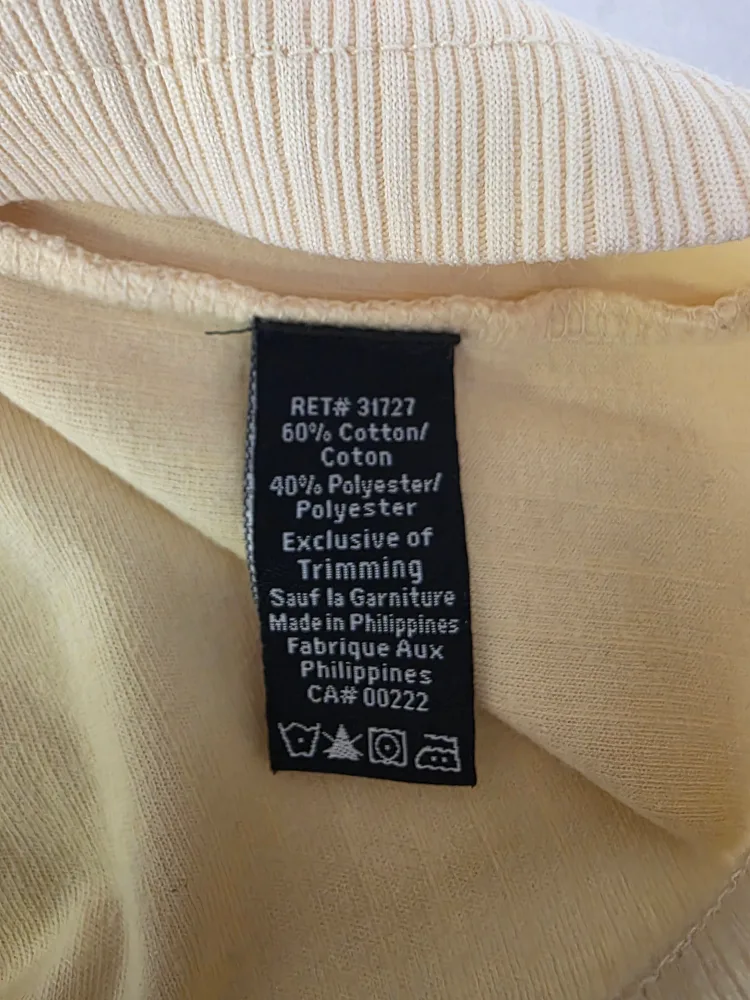 RET# 31727
60% Cotton/
Coton
40% Polyester/
Polyester
Exclusive of
Trimming
Sauf la Garniture
Made in Philippines
Fabrique Aux
Philippines
CA# 00222